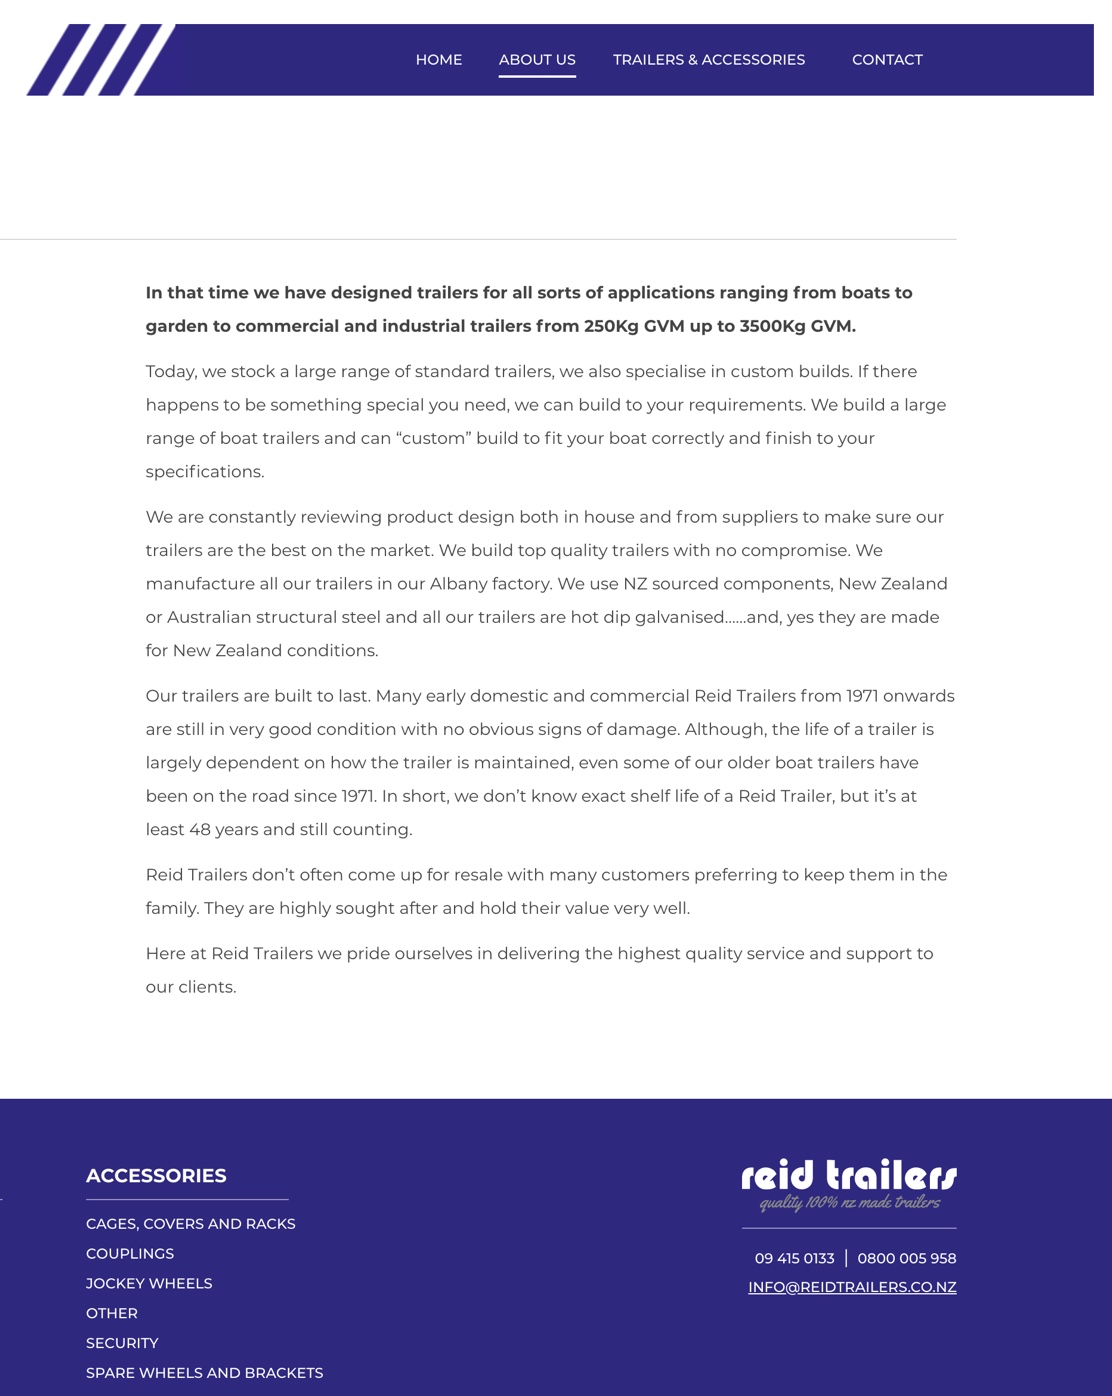 HOME ABOUT US TRAILERS & ACCESSORIES CONTACT
In that time we have designed trailers for all sorts of applications ranging from boats to
garden to commercial and industrial trailers from 250Kg GVM up to 3500Kg GVM.
Today, we stock a large range of standard trailers, we also specialise in custom builds. If there
happens to be something special you need, we can build to your requirements. We build a large
range of boat trailers and can “custom” build to fit your boat correctly and finish to your
specifications.
We are constantly reviewing product design both in house and from suppliers to make sure our
trailers are the best on the market. We build top quality trailers with no compromise. We
manufacture all our trailers in our Albany factory. We use NZ sourced components, New Zealand
or Australian structural steel and all our trailers are hot dip galvanised......and, yes they are made
for New Zealand conditions.
Our trailers are built to last. Many early domestic and commercial Reid Trailers from 1971 onwards
are still in very good condition with no obvious signs of damage. Although, the life of a trailer is
largely dependent on how the trailer is maintained, even some of our older boat trailers have
been on the road since 1971. In short, we don’t know exact shelf life of a Reid Trailer, but it’s at
least 48 years and still counting.
Reid Trailers don’t often come up for resale with many customers preferring to keep them in the
family. They are highly sought after and hold their value very well.
Here at Reid Trailers we pride ourselves in delivering the highest quality service and support to
our clients.
ACCESSORIES
CAGES, COVERS AND RACKS
COUPLINGS
JOCKEY WHEELS
OTHER
SECURITY
SPARE WHEELS AND BRACKETS
reid trailers
quality 100% nz made trailers
09 415 0133 | 0800 005 958
INFO@REIDTRAILERS.CO.NZ